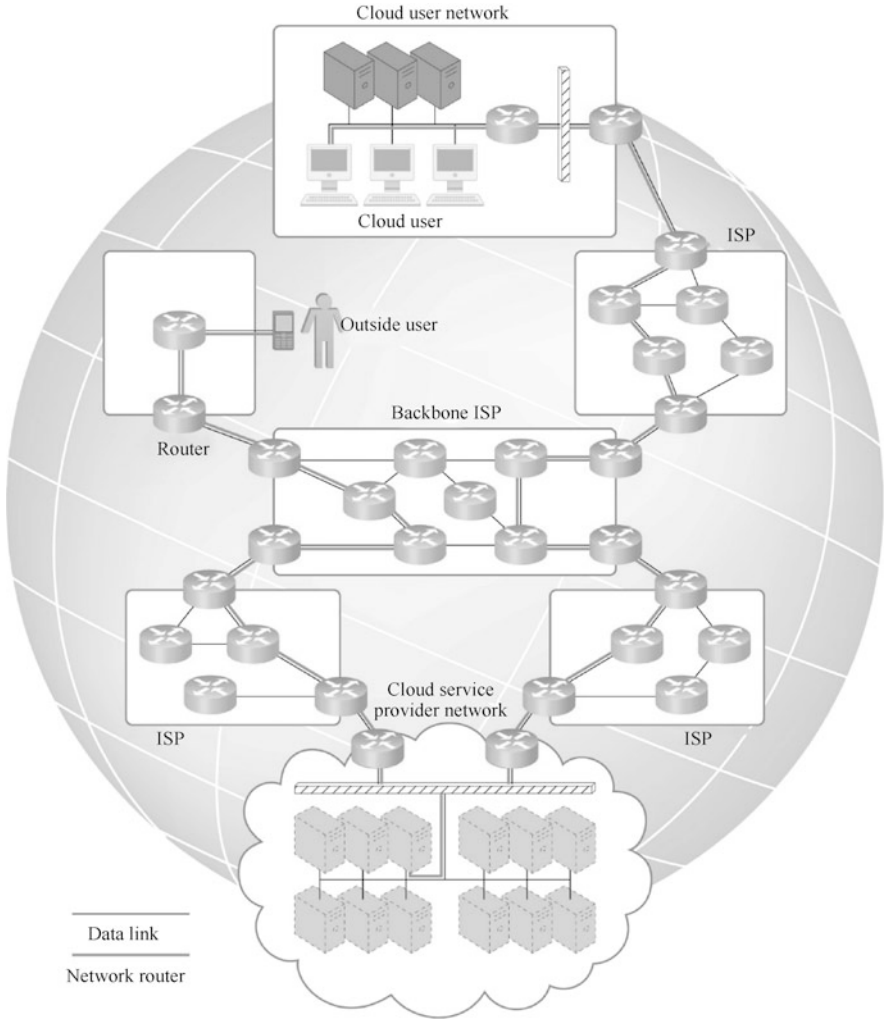 Cloud user network
Cloud user
ISP
Outside user
Backbone ISP
Router
Cloud service
provider network
ISP
ISP
Data link
Network router